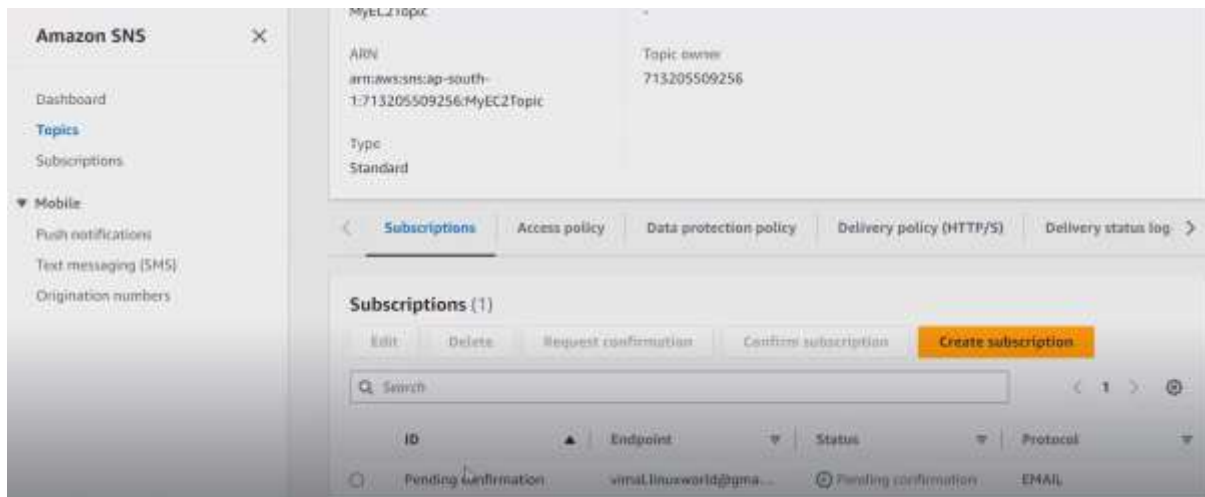 Amazon SNS
Dashboard
Topics
Subscriptions
Mobile
Push notifications
Text messaging (SMS)
Origination numbers
MyEC2Topic
-
ARN
arn:aws:sns:ap-south-
1:713205509256:MyEC2Topic
Topic owner
713205509256
Type
Standard
Subscriptions
Access policy
Data protection policy
Delivery policy (HTTP/S)
Delivery status log
Subscriptions (1)
Edit
Delete
Request confirmation
Confirm subscription
Create subscription
Search
1
ID
Endpoint
Status
Protocol
Pending confirmation
vimal.linuxworld@gma...
Pending confirmation
EMAIL